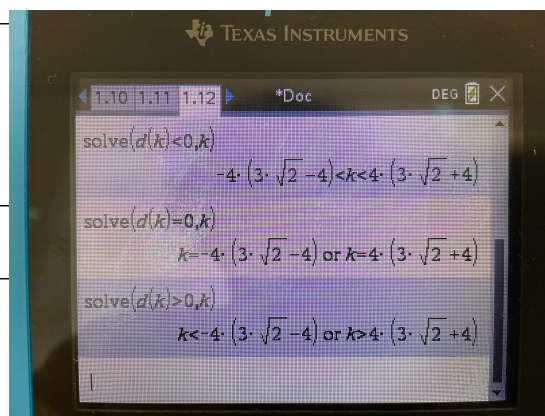 TEXAS INSTRUMENTS
1.10 1.11 1.12 *Doc DEG
solve(d(k)<0,k)
-4·(3·√2-4)<k<4·(3·√2+4)
solve(d(k)=0,k)
k=-4·(3·√2-4) or k=4·(3·√2+4)
solve(d(k)>0,k)
k<-4·(3·√2-4) or k>4·(3·√2+4)